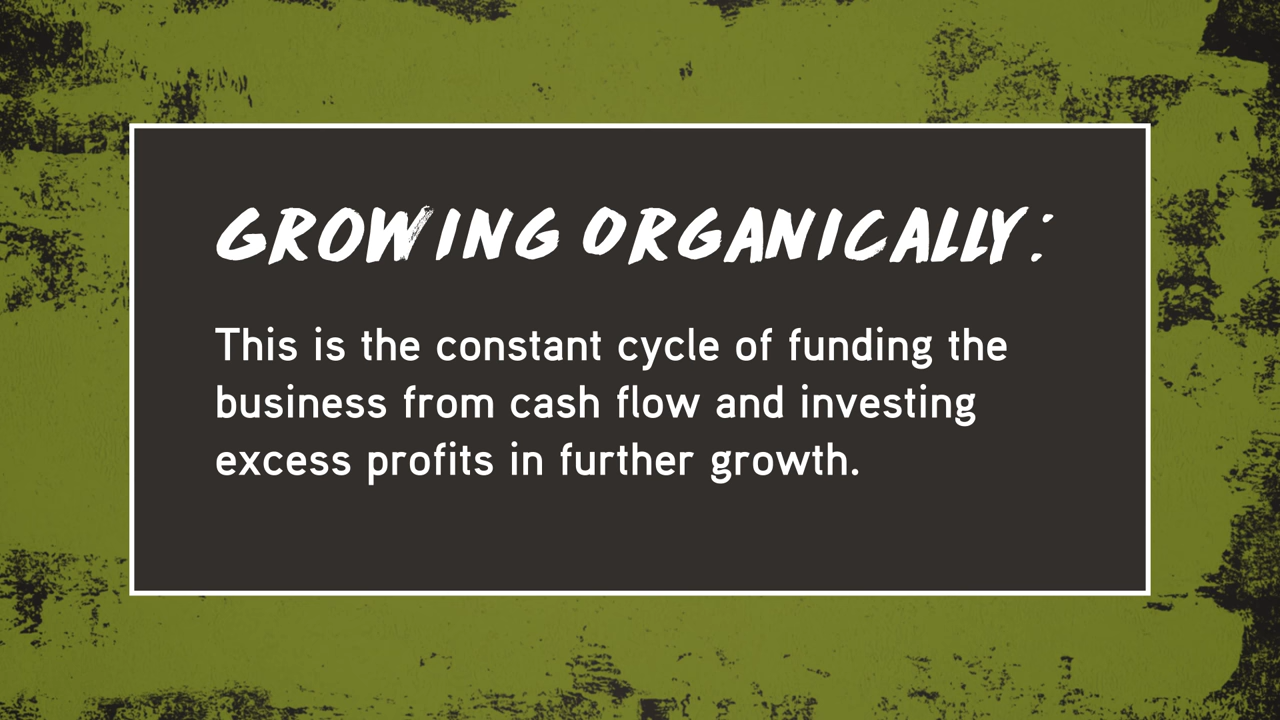 GROWING ORGANICALLY:
This is the constant cycle of funding the
business from cash flow and investing
excess profits in further growth.